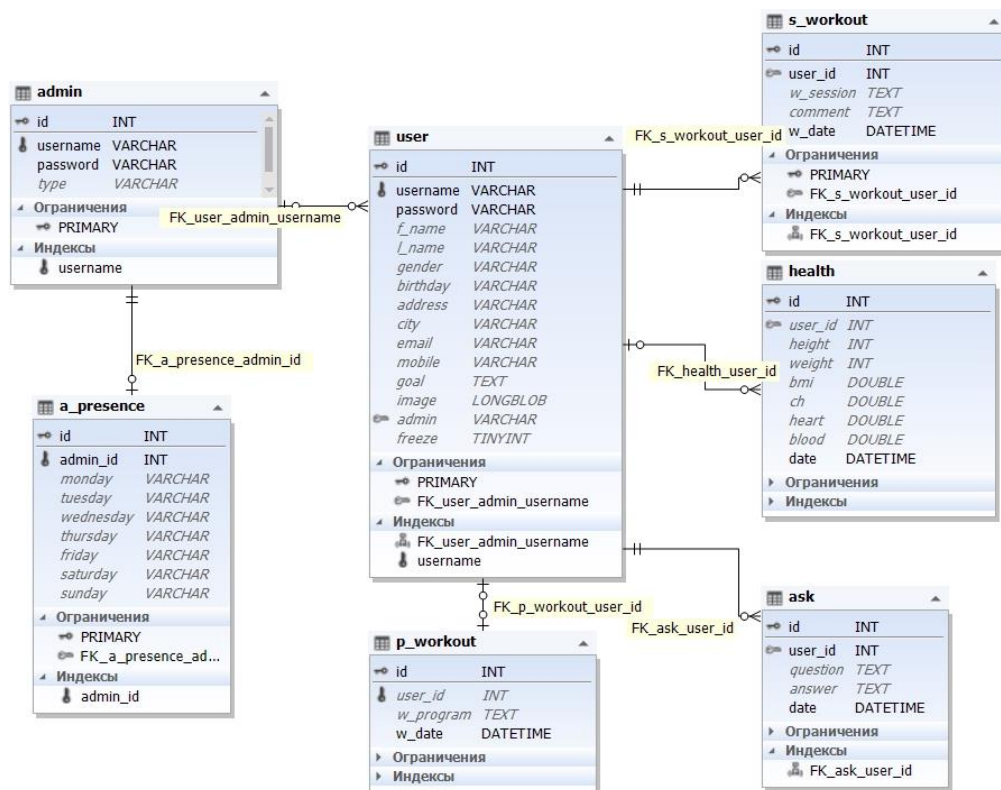 admin
id INT
username VARCHAR
password VARCHAR
type VARCHAR
Ограничения
PRIMARY
Индексы
username
FK_user_admin_username
FK_a_presence_admin_id
a_presence
id INT
admin_id INT
monday VARCHAR
tuesday VARCHAR
wednesday VARCHAR
thursday VARCHAR
friday VARCHAR
saturday VARCHAR
sunday VARCHAR
Ограничения
PRIMARY
FK_a_presence_ad...
Индексы
admin_id
user
id INT
username VARCHAR
password VARCHAR
f_name VARCHAR
l_name VARCHAR
gender VARCHAR
birthday VARCHAR
address VARCHAR
city VARCHAR
email VARCHAR
mobile VARCHAR
goal TEXT
image LONGBLOB
admin VARCHAR
freeze TINYINT
Ограничения
PRIMARY
FK_user_admin_username
Индексы
FK_user_admin_username
username
FK_p_workout_user_id
p_workout
id INT
user_id INT
w_program TEXT
w_date DATETIME
Ограничения
Индексы
FK_s_workout_user_id
s_workout
id INT
user_id INT
w_session TEXT
comment TEXT
w_date DATETIME
Ограничения
PRIMARY
FK_s_workout_user_id
Индексы
FK_s_workout_user_id
FK_health_user_id
health
id INT
user_id INT
height INT
weight INT
bmi DOUBLE
ch DOUBLE
heart DOUBLE
blood DOUBLE
date DATETIME
Ограничения
Индексы
FK_ask_user_id
ask
id INT
user_id INT
question TEXT
answer TEXT
date DATETIME
Ограничения
Индексы
FK_ask_user_id